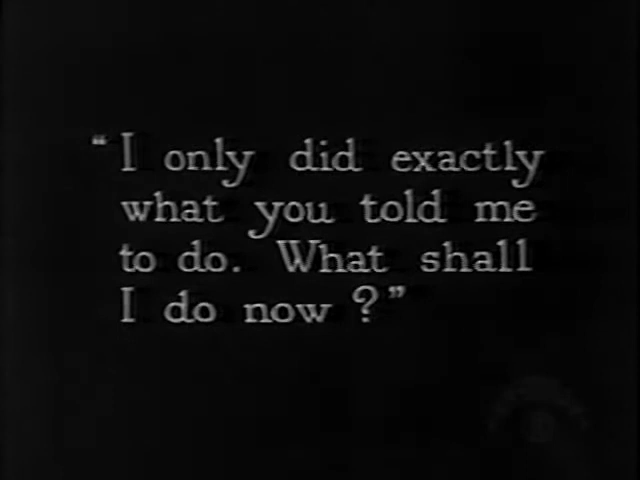 “I only did exactly
what you told me
to do. What shall
I do now?”